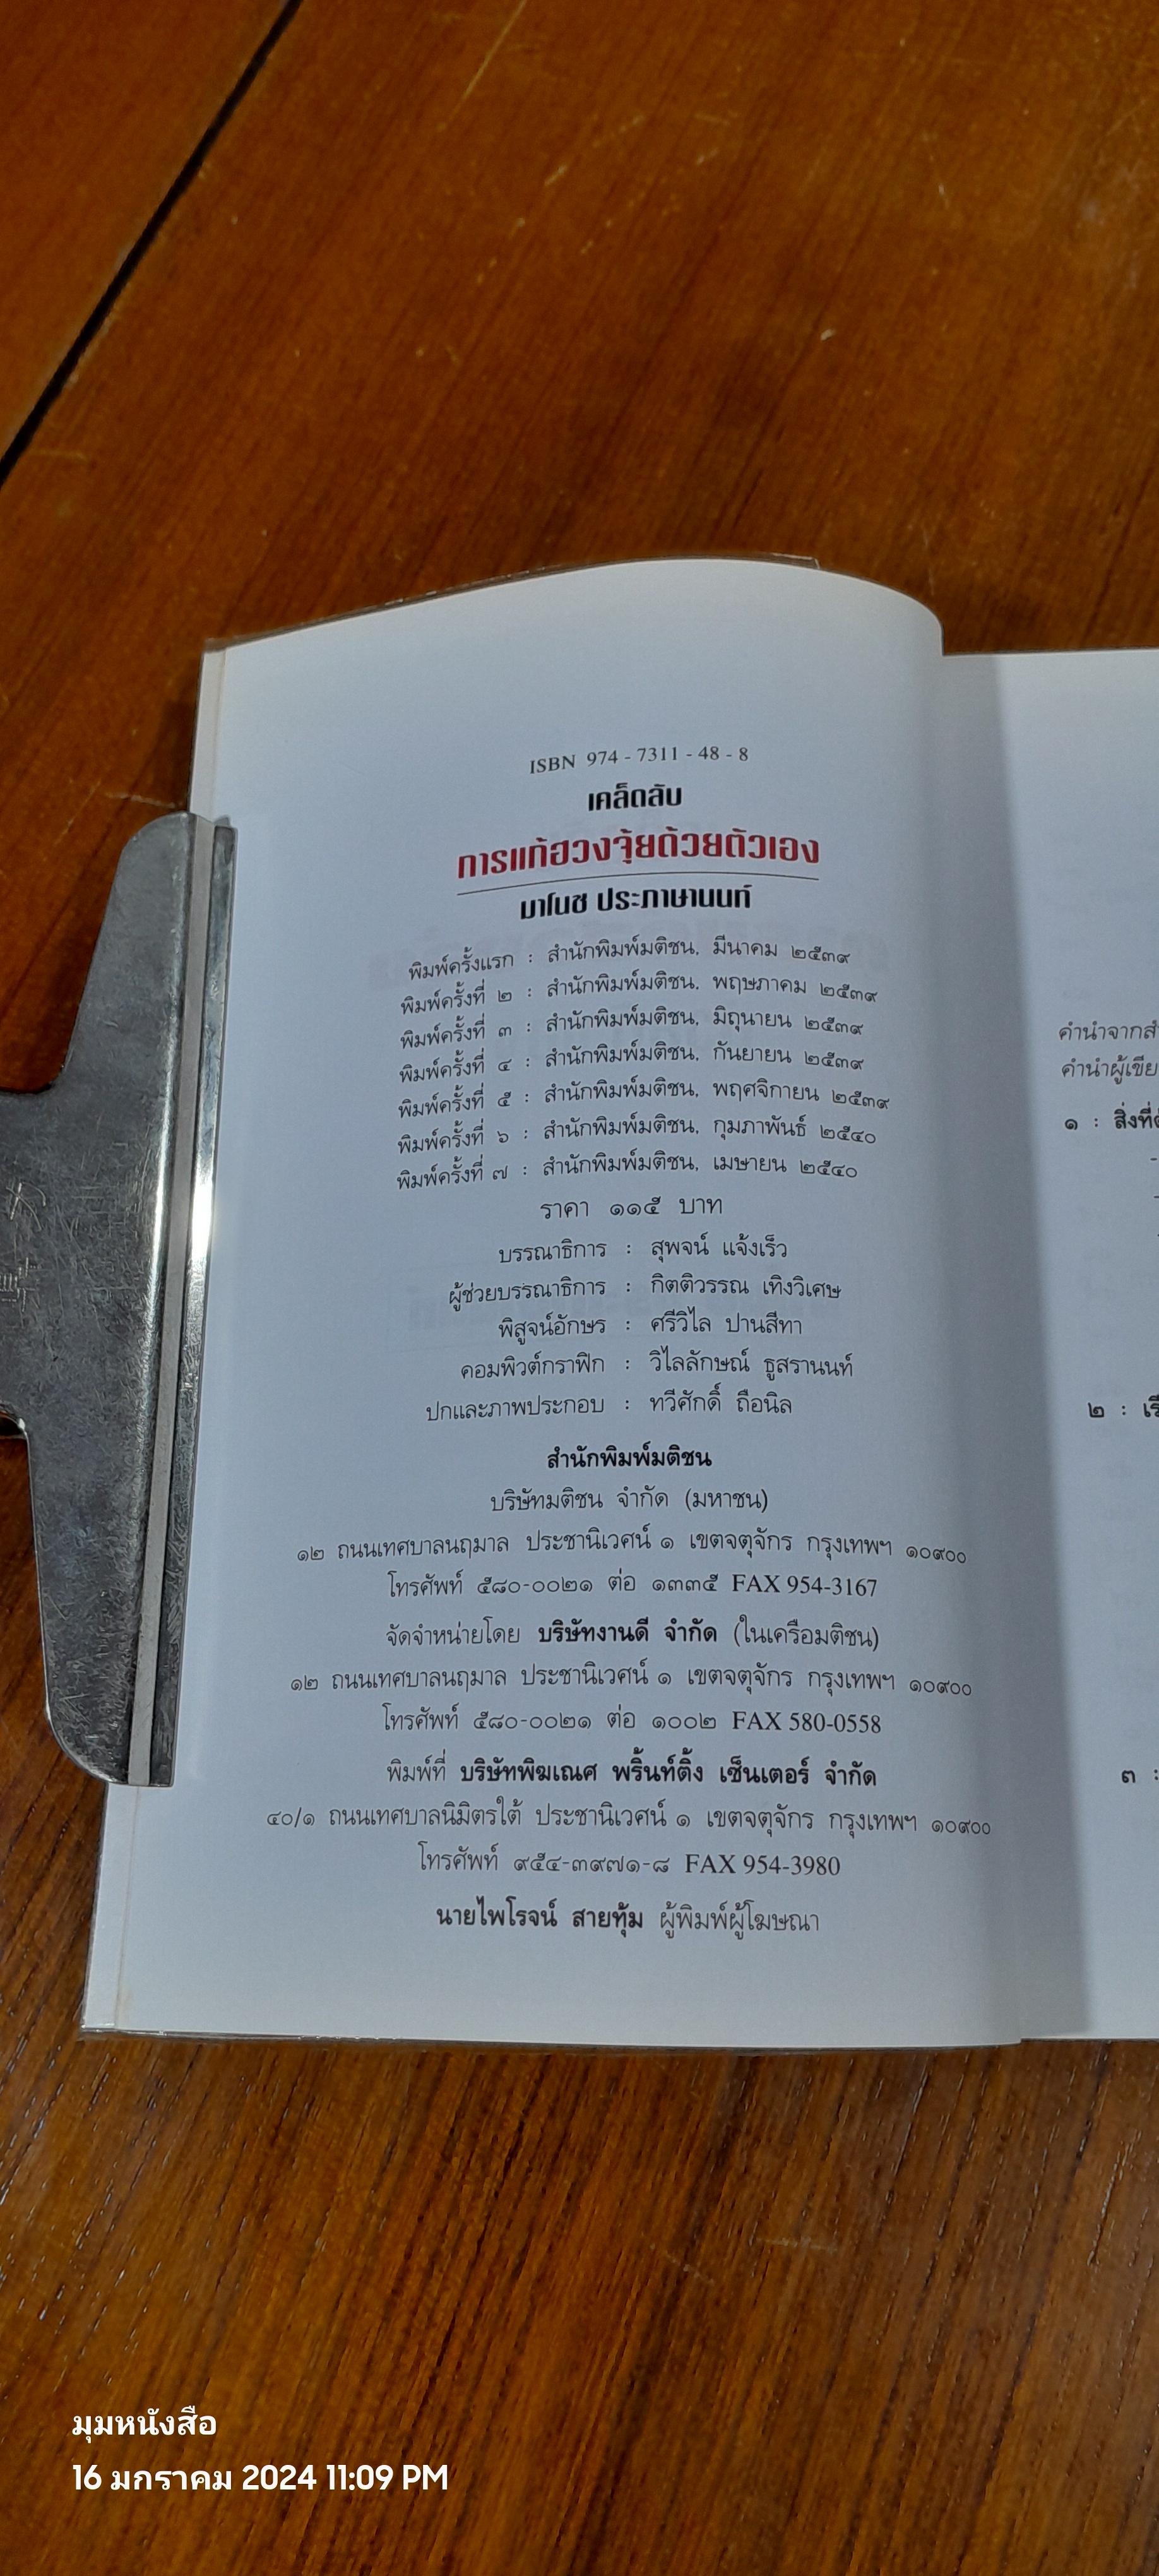 ISBN 974 - 7311 - 48 - 8
เคล็ดลับ
การแก้ฮวงจุ้ยด้วยตัวเอง
มาโนช ประภาษานนท์
พิมพ์ครั้งแรก : สำนักพิมพ์มติชน, มีนาคม ๒๕๓๙
พิมพ์ครั้งที่ ๒ : สำนักพิมพ์มติชน, พฤษภาคม ๒๕๓๙
พิมพ์ครั้งที่ ๓ : สำนักพิมพ์มติชน, มิถุนายน ๒๕๓๙
พิมพ์ครั้งที่ ๔ : สำนักพิมพ์มติชน, กันยายน ๒๕๓๙
พิมพ์ครั้งที่ ๕ : สำนักพิมพ์มติชน, พฤศจิกายน ๒๕๓๙
พิมพ์ครั้งที่ ๖ : สำนักพิมพ์มติชน, กุมภาพันธ์ ๒๕๔๐
พิมพ์ครั้งที่ ๗ : สำนักพิมพ์มติชน, เมษายน ๒๕๔๐
ราคา ๑๑๕ บาท
บรรณาธิการ : สุพจน์ แจ้งเร็ว
ผู้ช่วยบรรณาธิการ : กิตติวรรณ เทิงวิเศษ
พิสูจน์อักษร : ศรีวิไล ปานสีทา
คอมพิวต์กราฟิก : วิไลลักษณ์ ธูสรานนท์
ปกและภาพประกอบ : ทวีศักดิ์ ถือนิล
สำนักพิมพ์มติชน
บริษัทมติชน จำกัด (มหาชน)
๑๒ ถนนเทศบาลนฤมาล ประชานิเวศน์ ๑ เขตจตุจักร กรุงเทพฯ ๑๐๙๐๐
โทรศัพท์ ๕๘๐-๐๐๒๑ ต่อ ๑๓๓๕ FAX 954-3167
จัดจำหน่ายโดย บริษัทงานดี จำกัด (ในเครือมติชน)
๑๒ ถนนเทศบาลนฤมาล ประชานิเวศน์ ๑ เขตจตุจักร กรุงเทพฯ ๑๐๙๐๐
โทรศัพท์ ๕๘๐-๐๐๒๑ ต่อ ๑๐๐๒ FAX 580-0558
พิมพ์ที่ บริษัทพิฆเณศ พริ้นท์ติ้ง เซ็นเตอร์ จำกัด
๔๐/๑ ถนนเทศบาลนิมิตรใต้ ประชานิเวศน์ ๑ เขตจตุจักร กรุงเทพฯ ๑๐๙๐๐
โทรศัพท์ ๙๕๔-๓๙๗๑-๘ FAX 954-3980
นายไพโรจน์ สายทุ้ม ผู้พิมพ์ผู้โฆษณา
คำนำจากสำ
คำนำผู้เขีย
๑ : สิ่งที่
๒ : เรี
๓ :
มุมหนังสือ
16 มกราคม 2024 11:09 PM